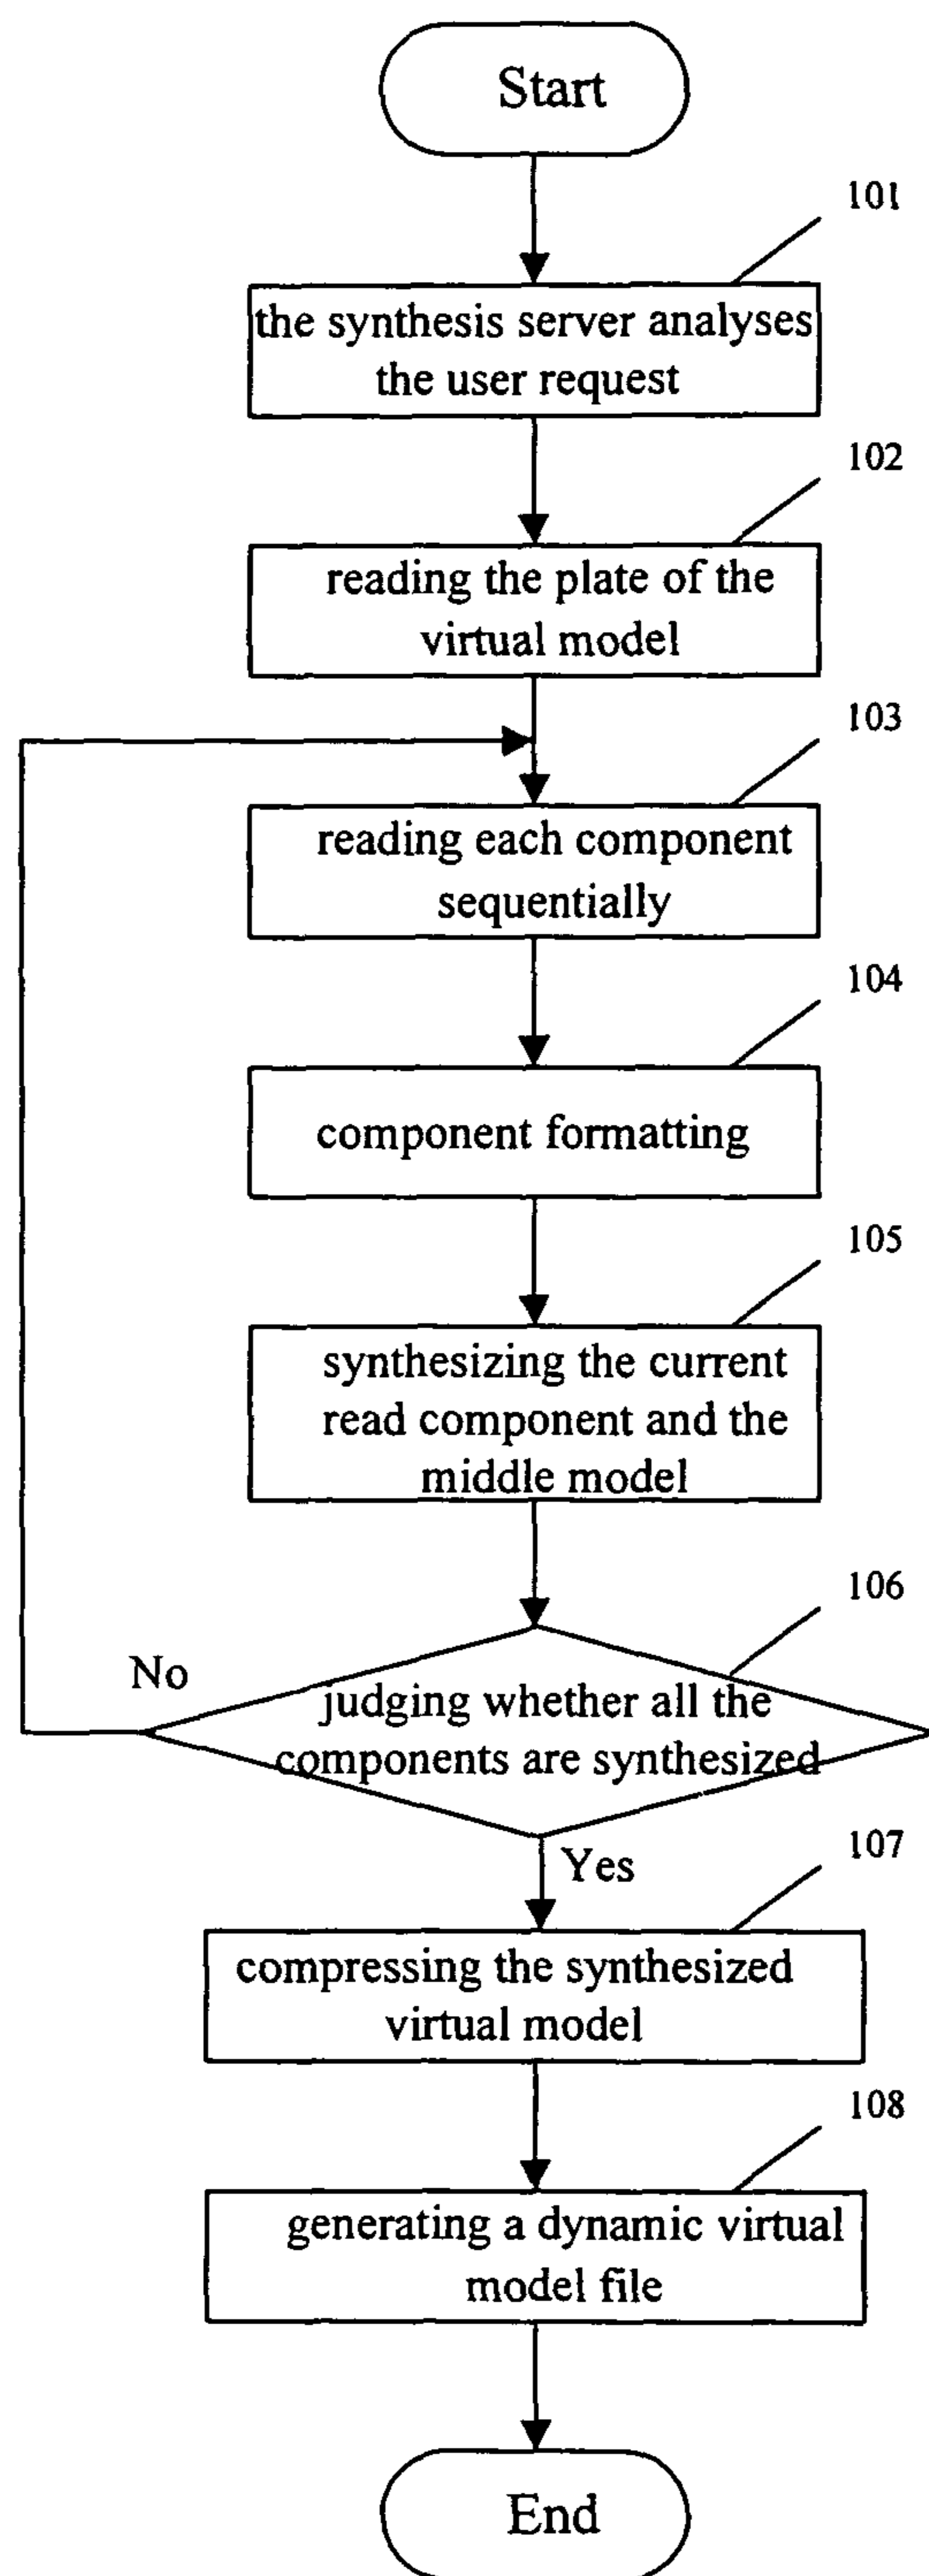 Start
101
the synthesis server analyses
the user request
102
reading the plate of the
virtual model
103
reading each component
sequentially
104
component formatting
105
synthesizing the current
read component and the
middle model
106
No
judging whether all the
components are synthesized
Yes
107
compressing the synthesized
virtual model
108
generating a dynamic virtual
model file
End